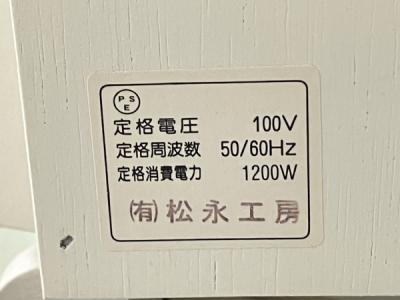 PSE
定格電圧 100V
定格周波数 50/60Hz
定格消費電力 1200W
(有)松永工房